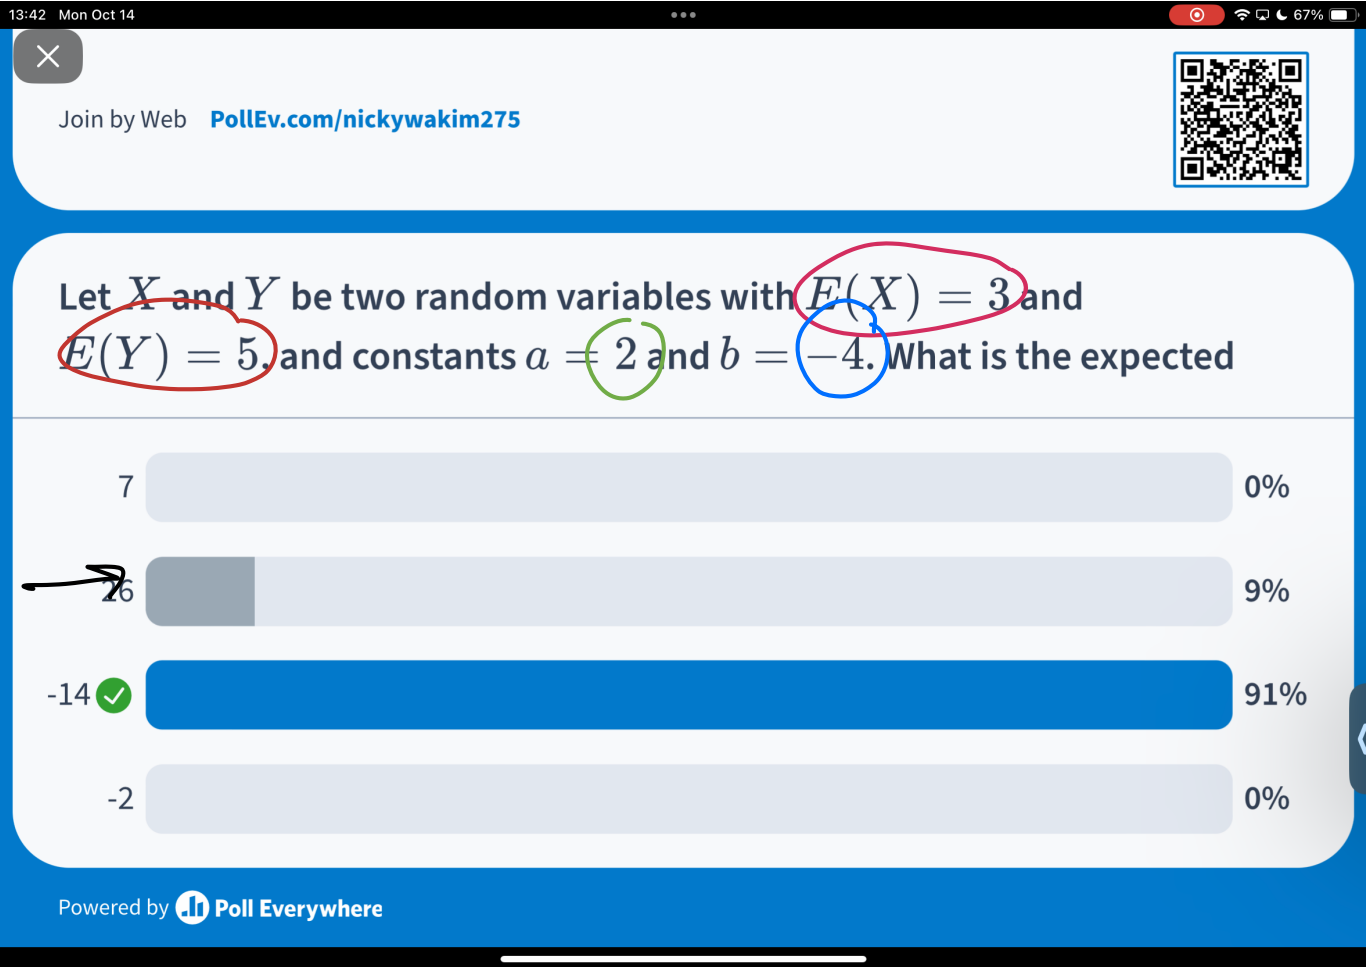 13:42 Mon Oct 14
67%
Join by Web PollEv.com/nickywakim275
Let X and Y be two random variables with E(X) = 3 and
E(Y) = 5, and constants a = 2 and b = −4. What is the expected
7 0%
26 9%
-14 91%
-2 0%
Powered by Poll Everywhere